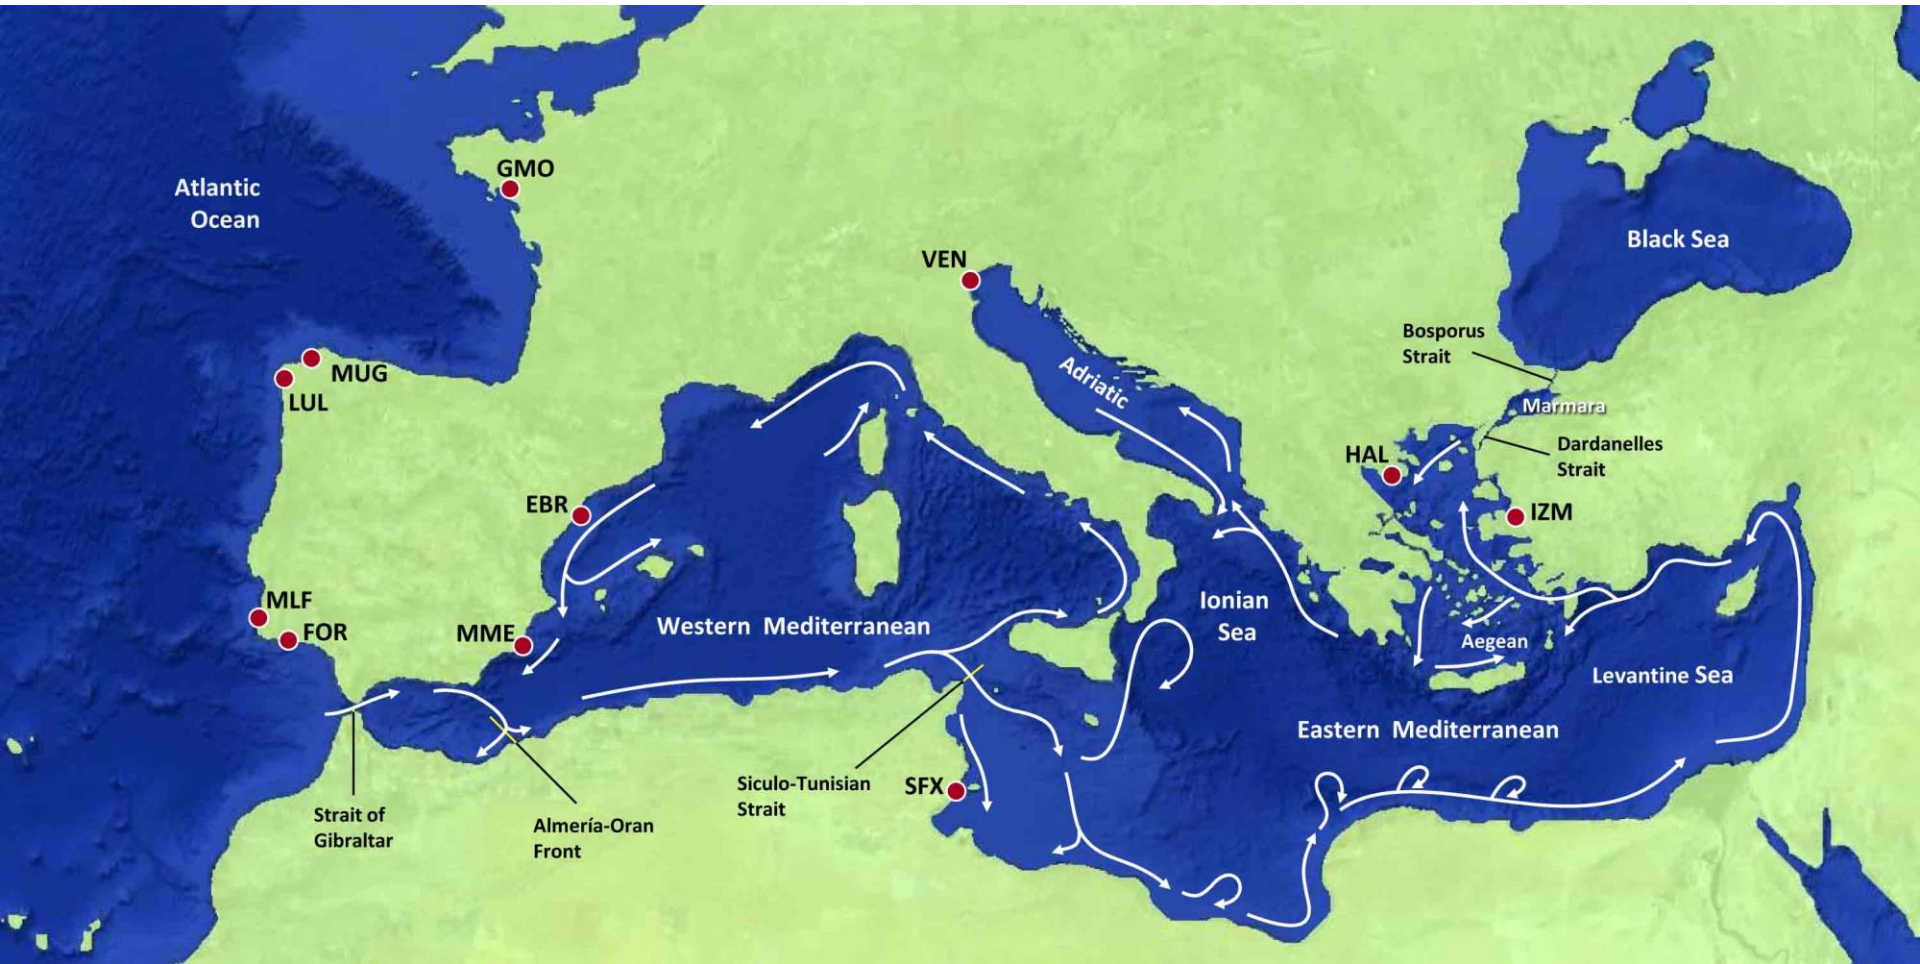 GMO
Atlantic
Ocean
VEN
Black Sea
Bosporus
Strait
MUG
LUL
Adriatic
Marmara
Dardanelles
Strait
HAL
EBR
IZM
MLF
FOR
MME
Western Mediterranean
Ionian
Sea
Aegean
Levantine Sea
Eastern Mediterranean
Siculo-Tunisian
Strait
SFX
Strait of
Gibraltar
Almería-Oran
Front